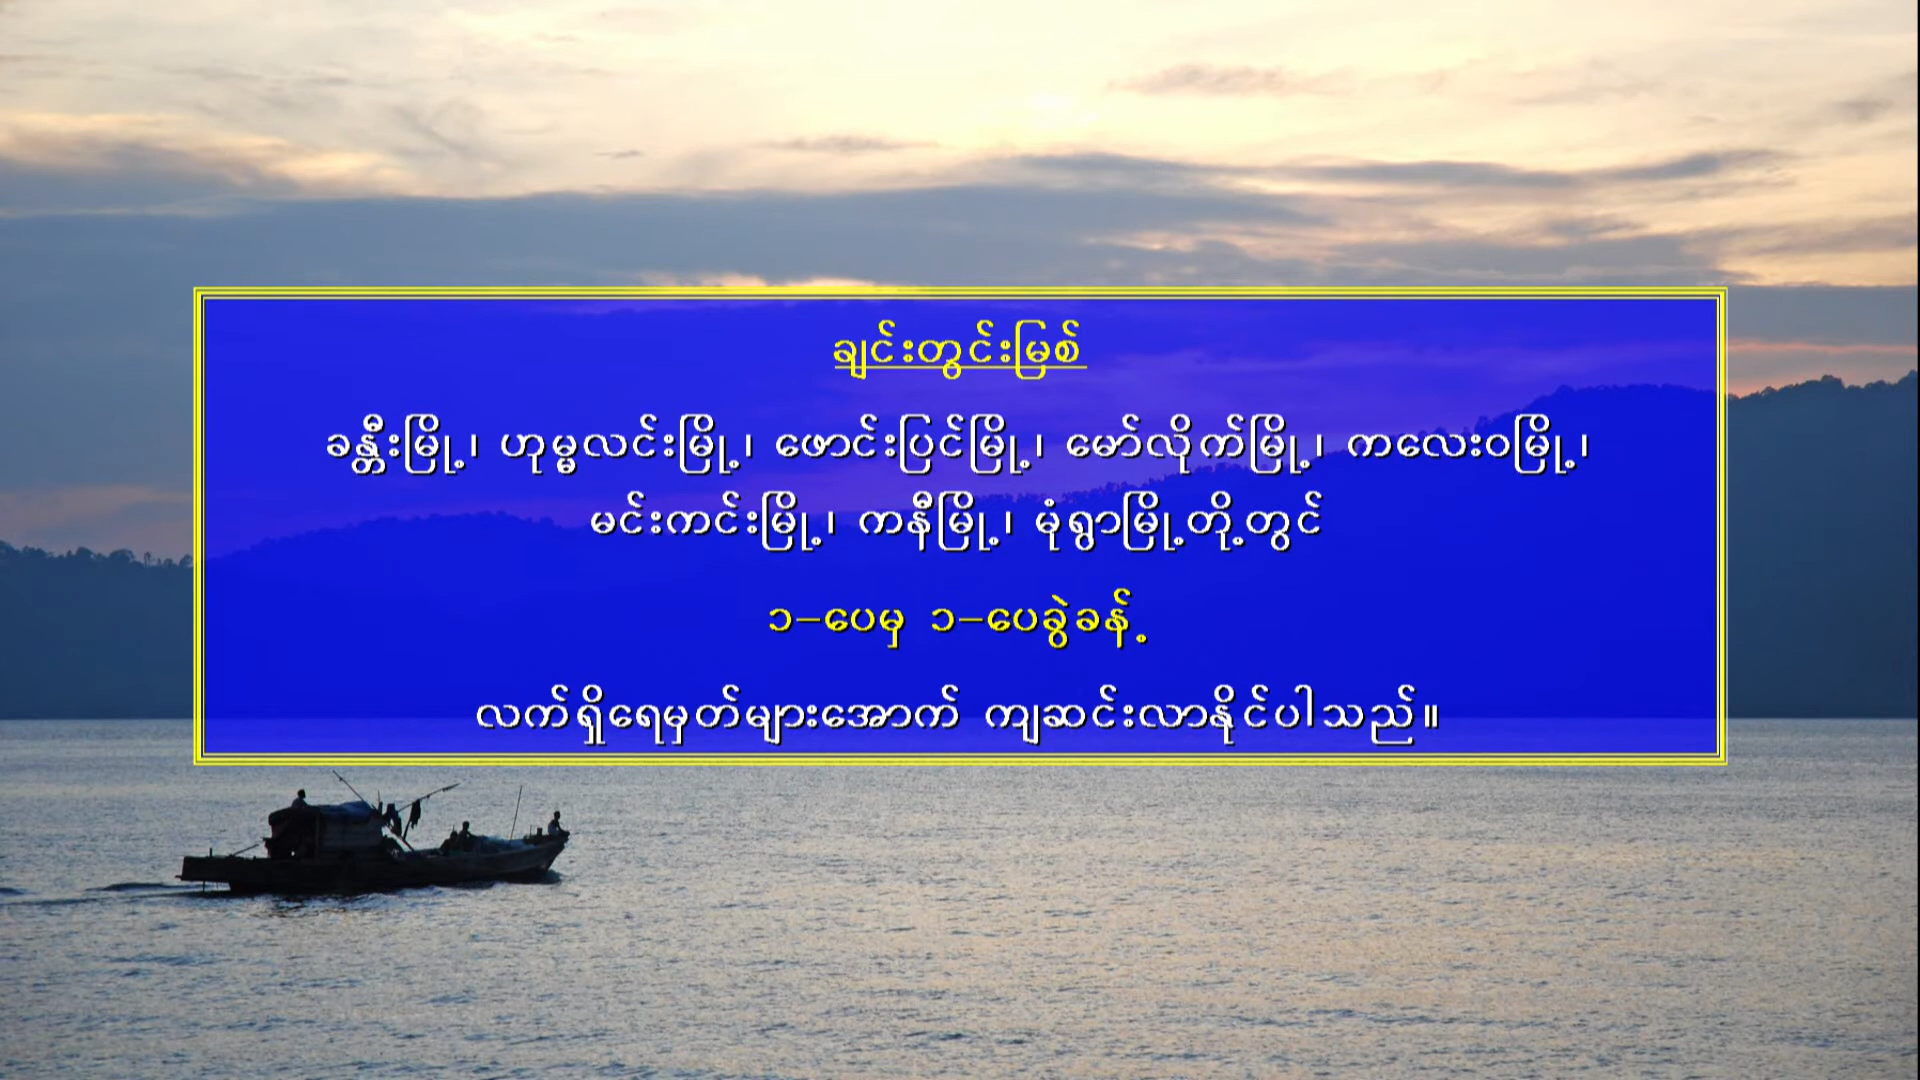 ချင်းတွင်းမြစ်
ခန္တီးမြို့၊ ဟုမ္မလင်းမြို့၊ ဖောင်းပြင်မြို့၊ မော်လိုက်မြို့၊ ကလေးဝမြို့၊
မင်းကင်းမြို့၊ ကနီမြို့၊ မုံရွာမြို့တို့တွင်
၁-ပေမှ ၁-ပေခွဲခန့်
လက်ရှိရေမှတ်များအောက် ကျဆင်းလာနိုင်ပါသည်။